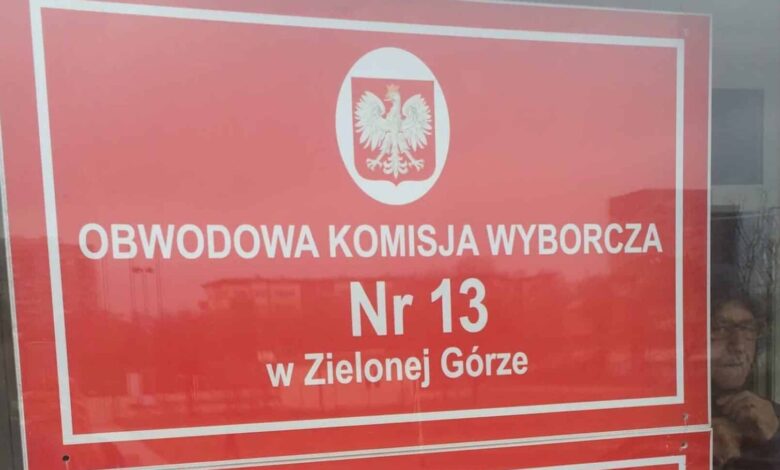 OBWODOWA KOMISJA WYBORCZA
Nr 13
w Zielonej Górze